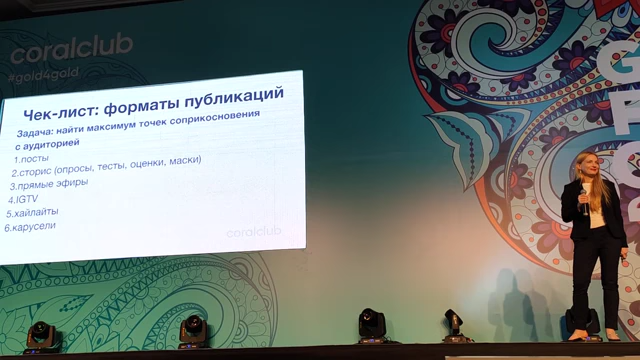 coralclub
#gold4gold
Чек-лист: форматы публикаций
Задача: найти максимум точек соприкосновения
с аудиторией
1.посты
2.сторис (опросы, тесты, оценки, маски)
3.прямые эфиры
4.IGTV
5.хайлайты
6.карусели
coralclub